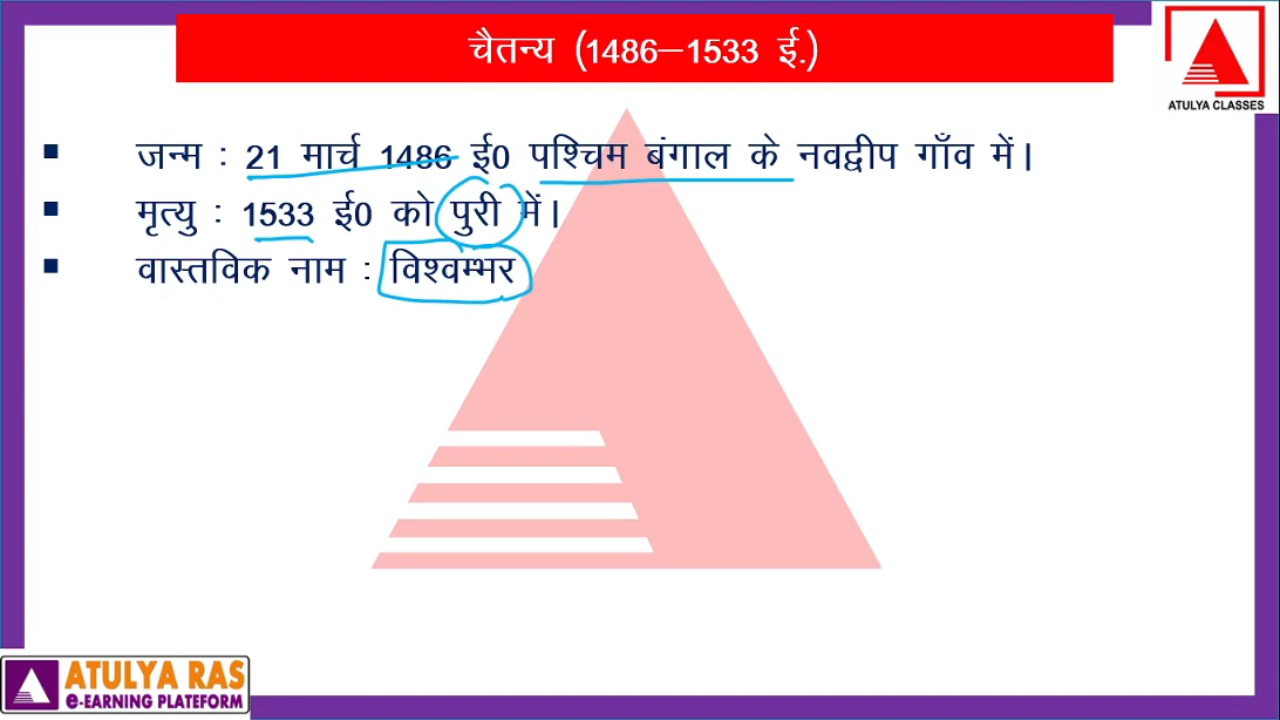 चैतन्य (1486–1533 ई.)
ATULYA CLASSES
▪ जन्म : 21 मार्च 1486 ई0 पश्चिम बंगाल के नवद्वीप गाँव में।
▪ मृत्यु : 1533 ई0 को पुरी में।
▪ वास्तविक नाम : विश्वम्भर
ATULYA RAS
e-EARNING PLATEFORM